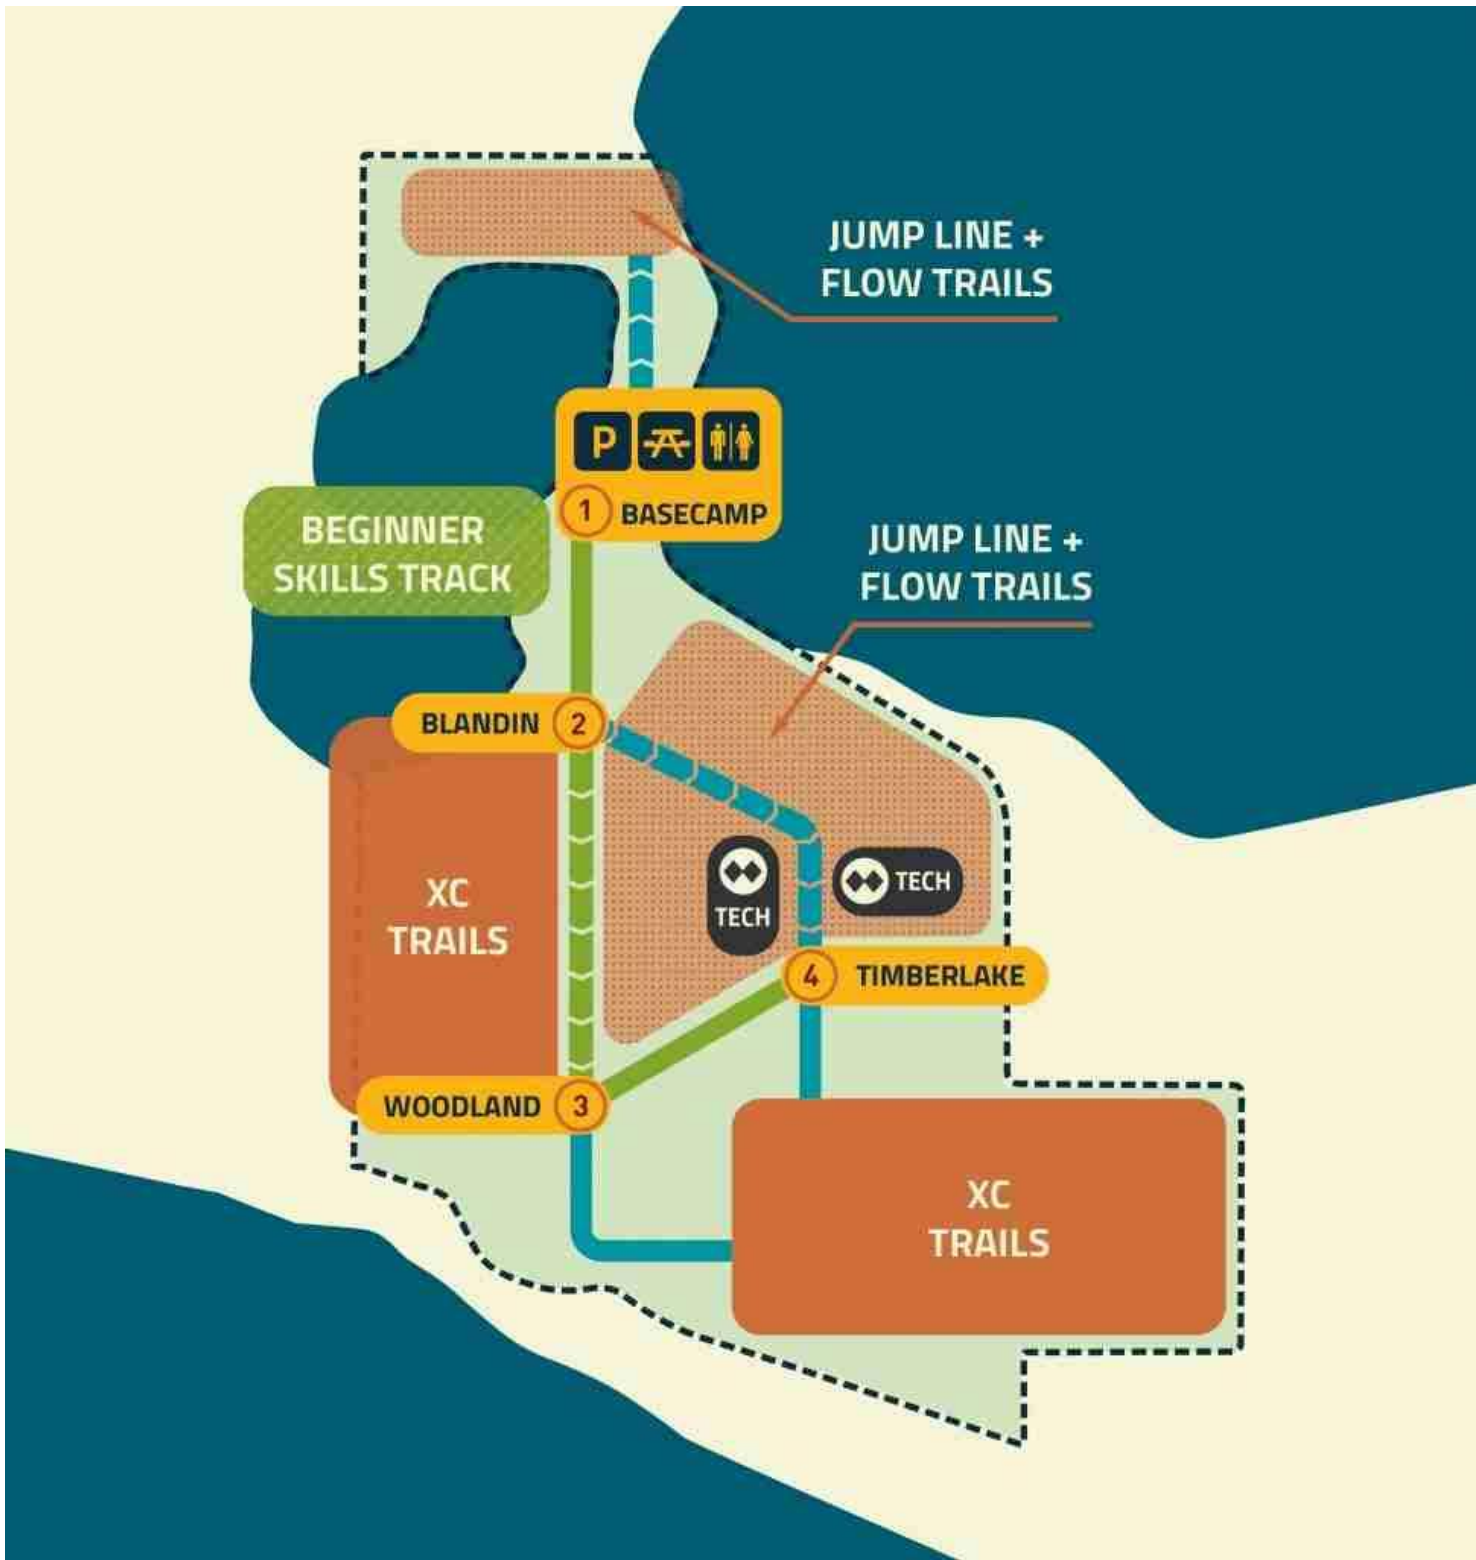 JUMP LINE +
FLOW TRAILS
P
1 BASECAMP
BEGINNER
SKILLS TRACK
JUMP LINE +
FLOW TRAILS
BLANDIN 2
XC
TRAILS
TECH
TECH
4 TIMBERLAKE
WOODLAND 3
XC
TRAILS